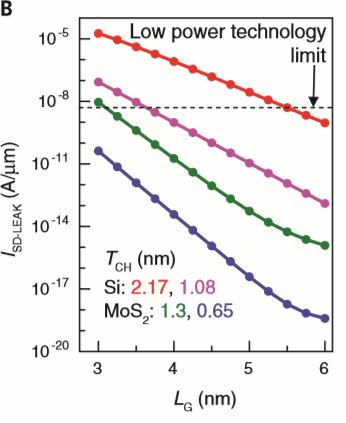 B
Low power technology
limit
10⁻⁵
10⁻⁸
10⁻¹¹
10⁻¹⁴
10⁻¹⁷
10⁻²⁰
I_SD-LEAK (A/μm)
T_CH (nm)
Si: 2.17, 1.08
MoS₂: 1.3, 0.65
3 4 5 6
L_G (nm)